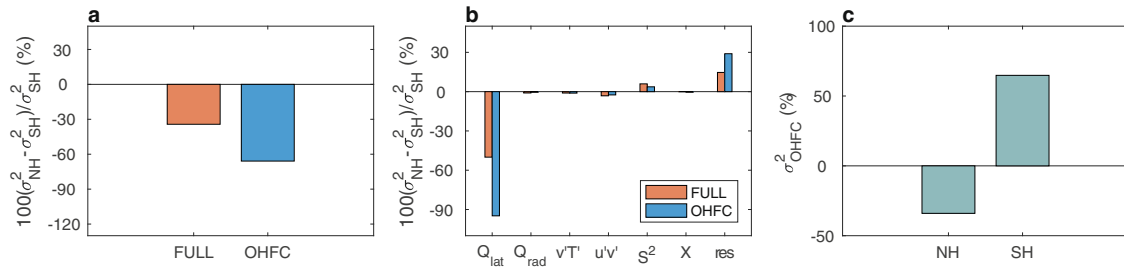 a
100(σ²NH-σ²SH)/σ²SH (%)
30
0
-30
-60
-90
-120
FULL OHFC
b
100(σ²NH-σ²SH)/σ²SH (%)
30
0
-30
-60
-90
FULL
OHFC
Qlat Qrad v'T' u'v' S² X res
c
σ²OHFC (%)
100
50
0
-50
NH SH